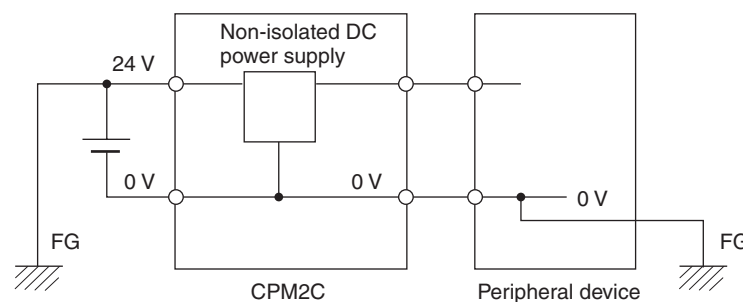 Non-isolated DC
power supply
24 V
0 V
0 V
0 V
FG
FG
CPM2C
Peripheral device